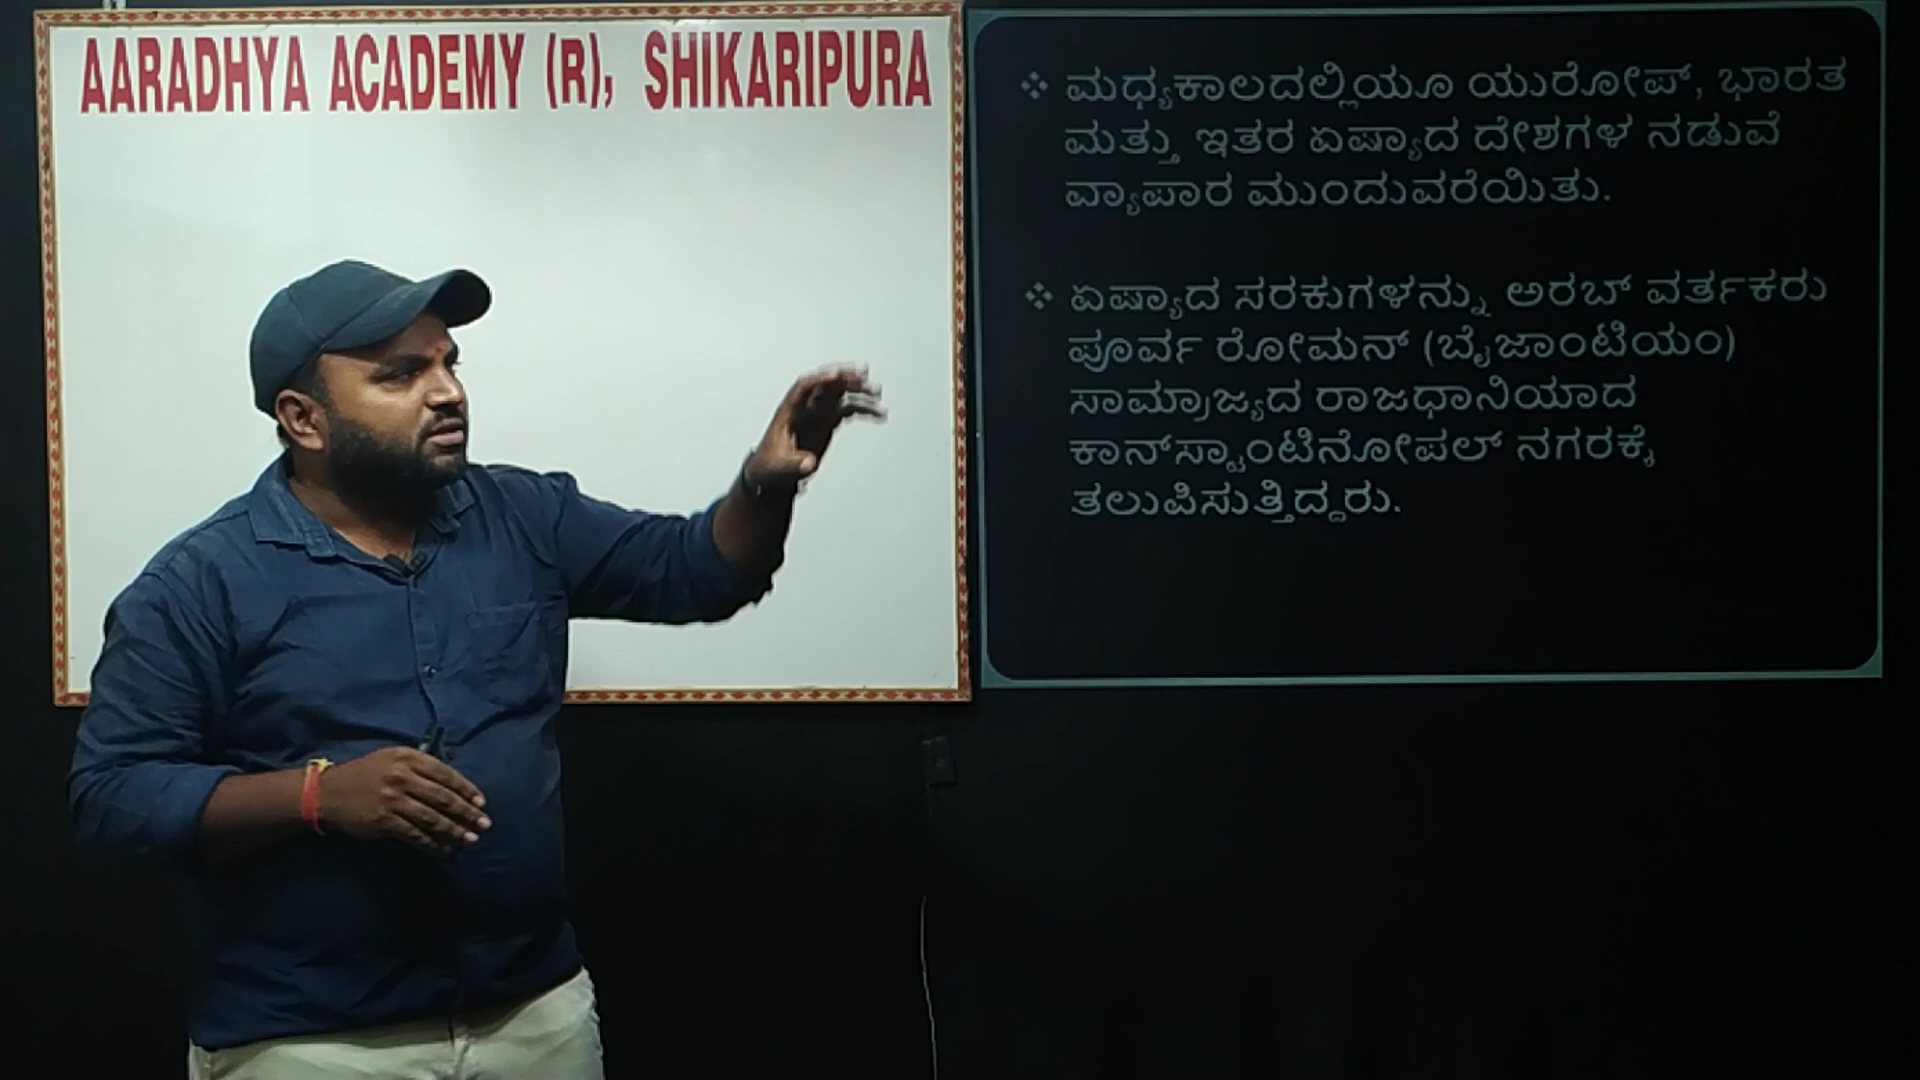 AARADHYA ACADEMY (R), SHIKARIPURA
❖ ಮಧ್ಯಕಾಲದಲ್ಲಿಯೂ ಯುರೋಪ್, ಭಾರತ
ಮತ್ತು ಇತರ ಏಷ್ಯಾದ ದೇಶಗಳ ನಡುವೆ
ವ್ಯಾಪಾರ ಮುಂದುವರೆಯಿತು.
❖ ಏಷ್ಯಾದ ಸರಕುಗಳನ್ನು ಅರಬ್ ವರ್ತಕರು
ಪೂರ್ವ ರೋಮನ್ (ಬೈಜಾಂಟಿಯಂ)
ಸಾಮ್ರಾಜ್ಯದ ರಾಜಧಾನಿಯಾದ
ಕಾನ್‌ಸ್ಟಾಂಟಿನೋಪಲ್ ನಗರಕ್ಕೆ
ತಲುಪಿಸುತ್ತಿದ್ದರು.